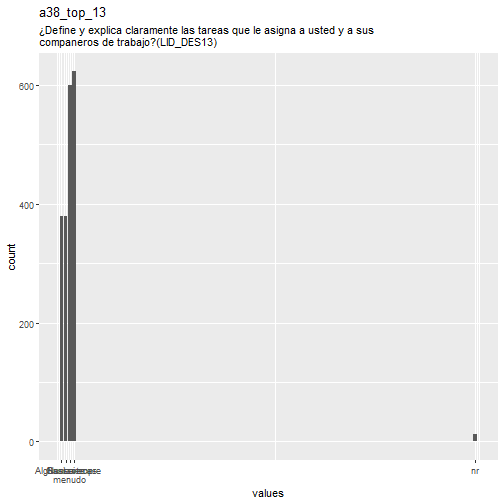 a38_top_13
¿Define y explica claramente las tareas que le asigna a usted y a sus
companeros de trabajo?(LID_DES13)
600
400
200
0
count
nr
menudo
values